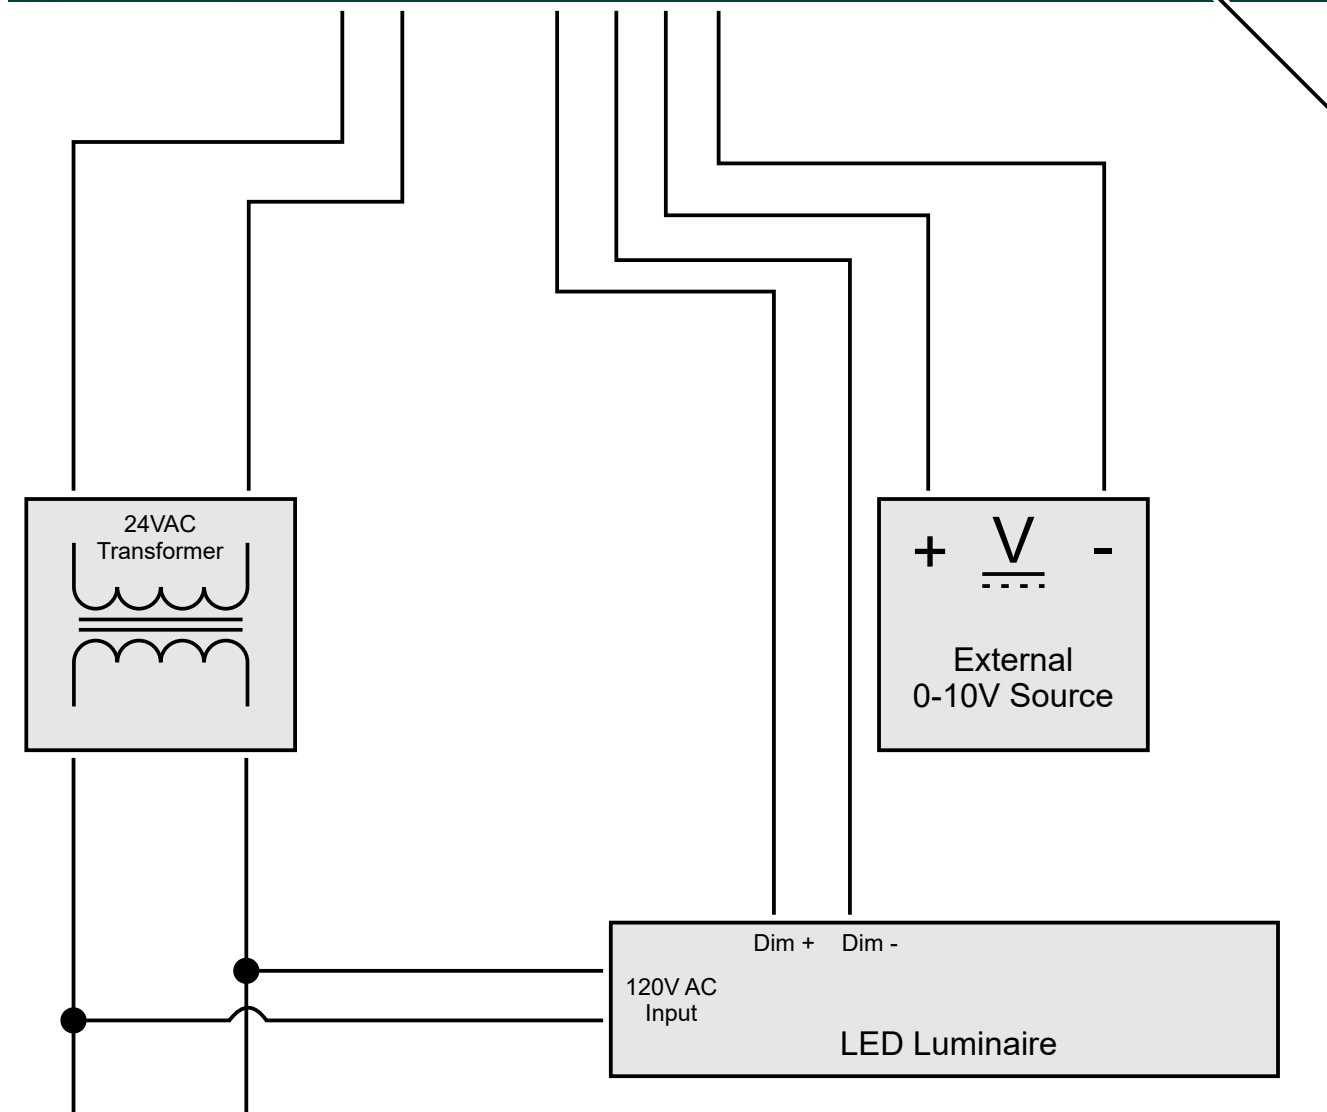 24VAC
Transformer
+ V -
External
0-10V Source
Dim + Dim -
120V AC
Input
LED Luminaire